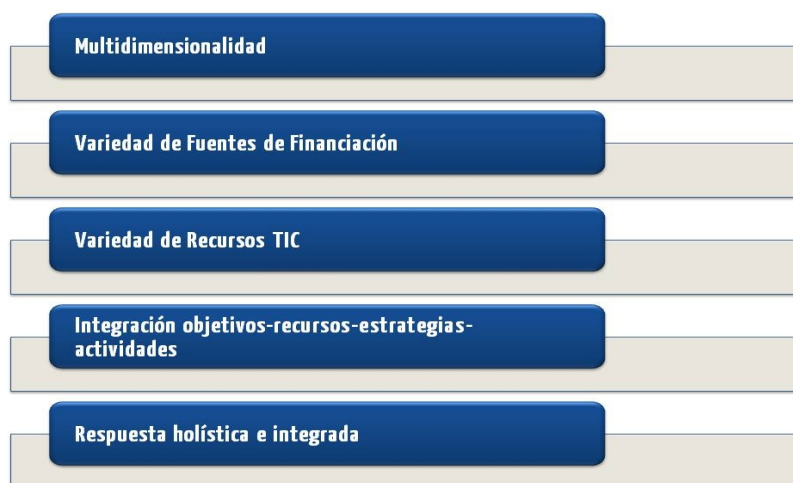 Multidimensionalidad
Variedad de Fuentes de Financiación
Variedad de Recursos TIC
Integración objetivos-recursos-estrategias-
actividades
Respuesta holística e integrada